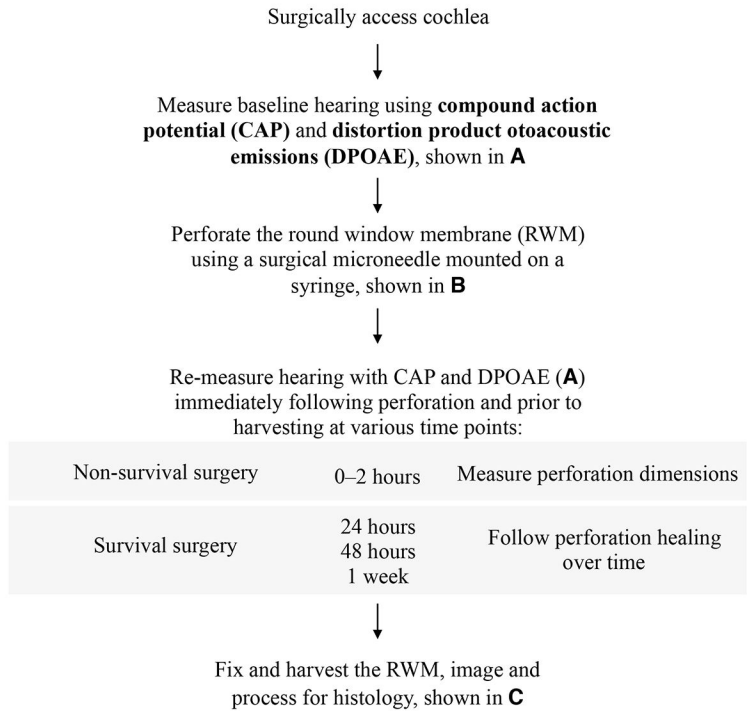 Surgically access cochlea
Measure baseline hearing using compound action
potential (CAP) and distortion product otoacoustic
emissions (DPOAE), shown in A
Perforate the round window membrane (RWM)
using a surgical microneedle mounted on a
syringe, shown in B
Re-measure hearing with CAP and DPOAE (A)
immediately following perforation and prior to
harvesting at various time points:
Non-survival surgery 0–2 hours Measure perforation dimensions
Survival surgery
24 hours
48 hours
1 week
Follow perforation healing
over time
Fix and harvest the RWM, image and
process for histology, shown in C